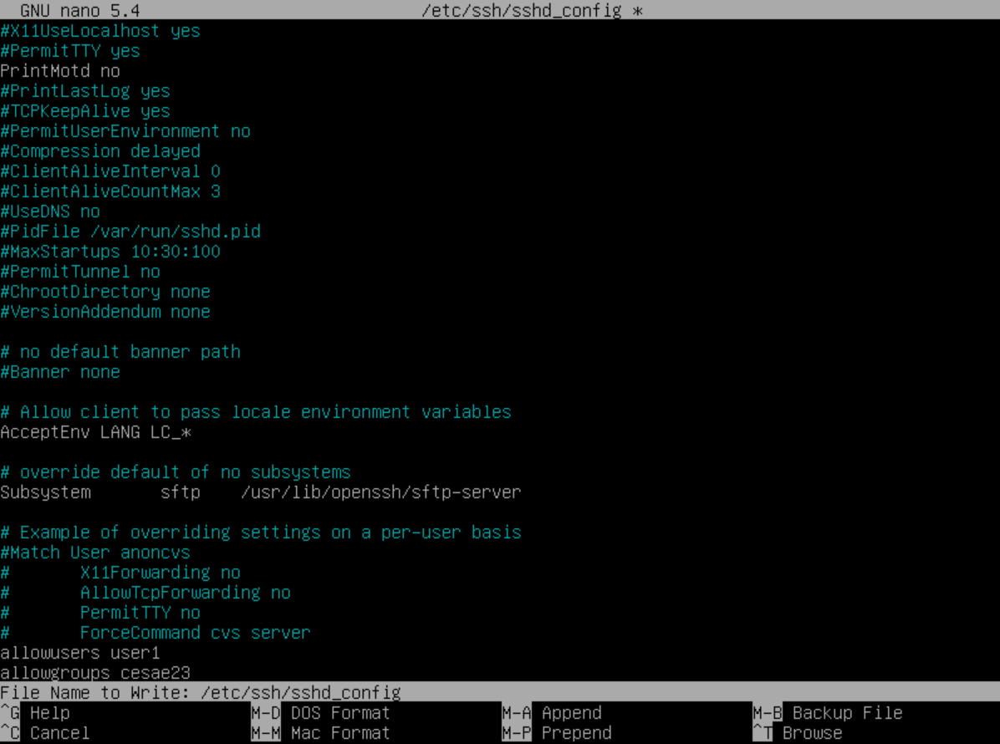 GNU nano 5.4 /etc/ssh/sshd_config *
#X11UseLocalhost yes
#PermitTTY yes
PrintMotd no
#PrintLastLog yes
#TCPKeepAlive yes
#PermitUserEnvironment no
#Compression delayed
#ClientAliveInterval 0
#ClientAliveCountMax 3
#UseDNS no
#PidFile /var/run/sshd.pid
#MaxStartups 10:30:100
#PermitTunnel no
#ChrootDirectory none
#VersionAddendum none
# no default banner path
#Banner none
# Allow client to pass locale environment variables
AcceptEnv LANG LC_*
# override default of no subsystems
Subsystem       sftp    /usr/lib/openssh/sftp-server
# Example of overriding settings on a per-user basis
#Match User anoncvs
#       X11Forwarding no
#       AllowTcpForwarding no
#       PermitTTY no
#       ForceCommand cvs server
allowusers user1
allowgroups cesae23
File Name to Write: /etc/ssh/sshd_config
^G Help M-D DOS Format M-A Append M-B Backup File
^C Cancel M-M Mac Format M-P Prepend ^T Browse